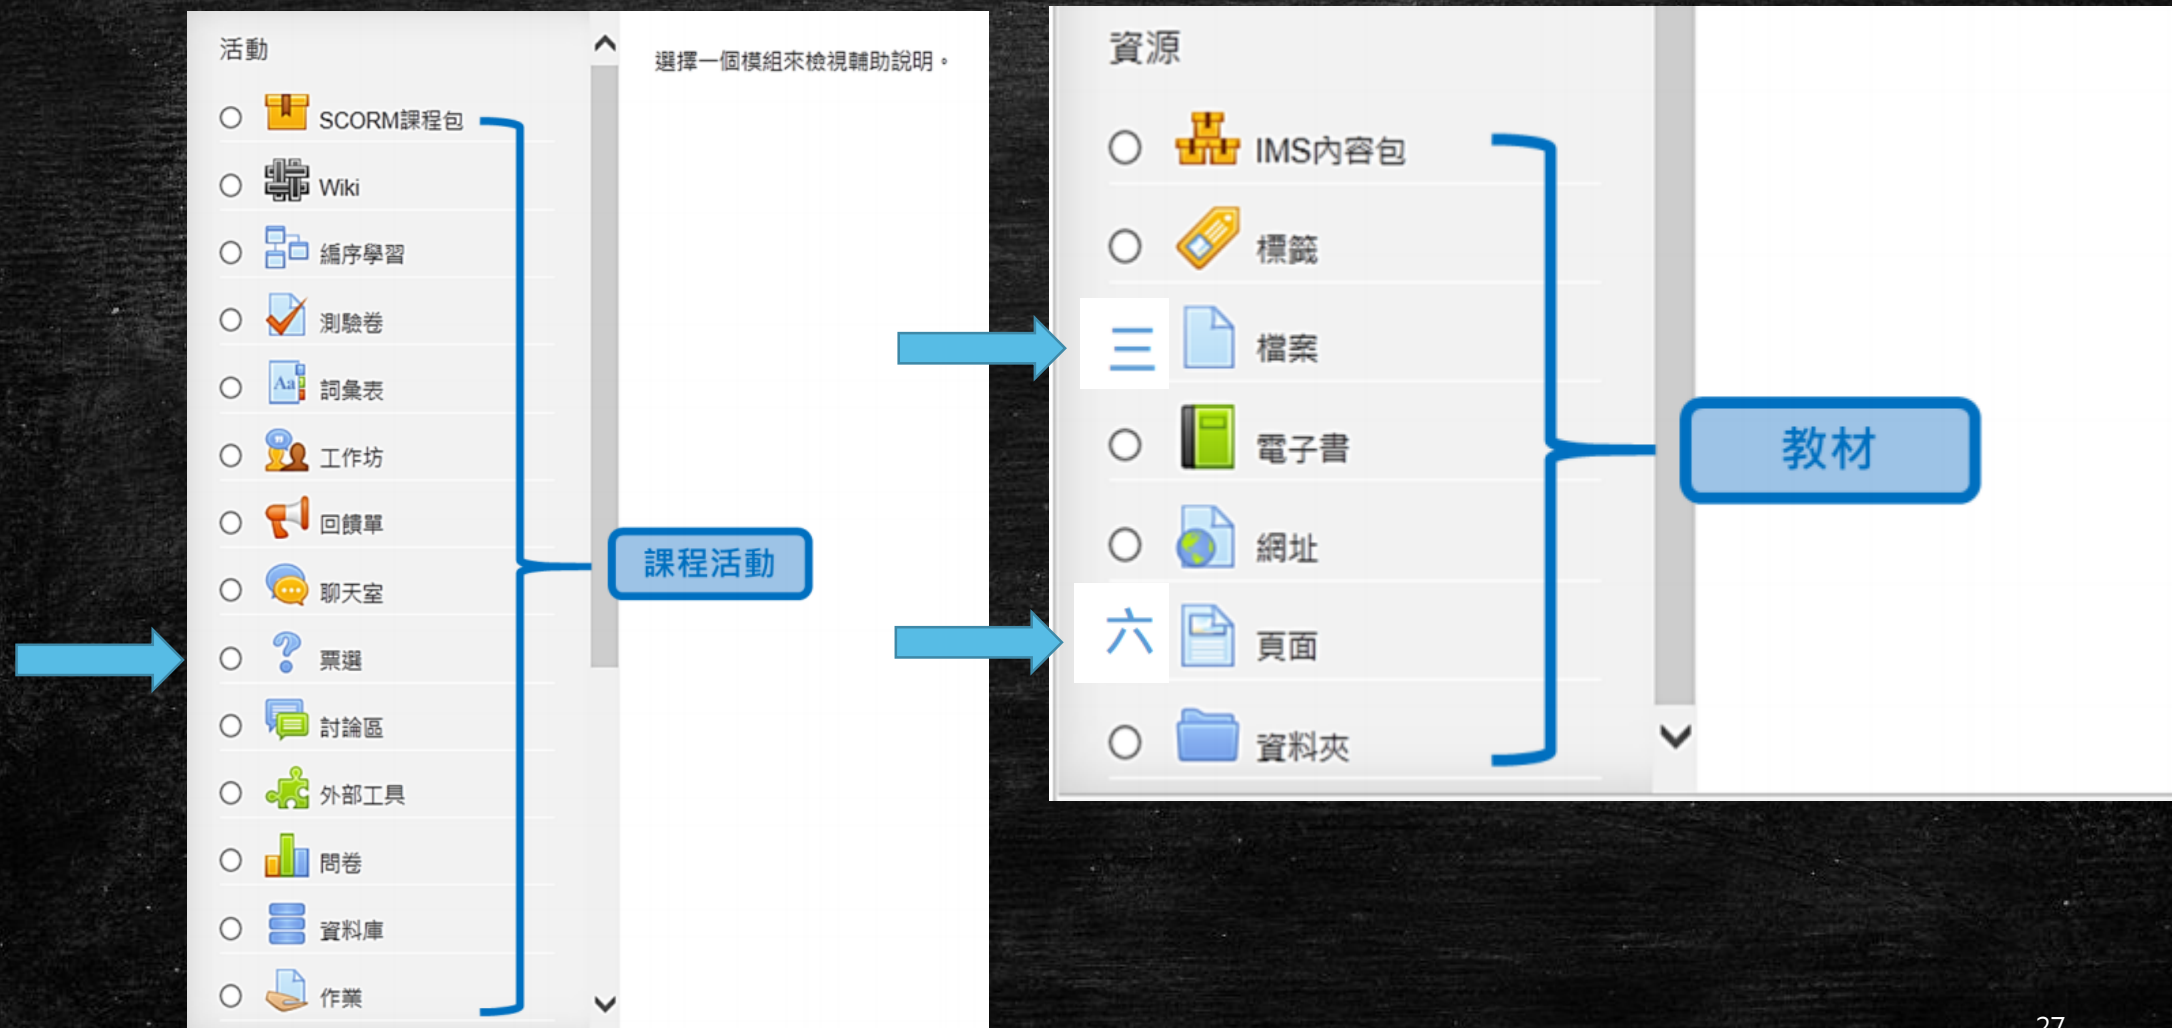 活動
選擇一個模組來檢視輔助說明。
SCORM課程包
Wiki
編序學習
測驗卷
Aa
詞彙表
工作坊
回饋單
聊天室
票選
討論區
外部工具
問卷
資料庫
作業
課程活動
資源
IMS內容包
標籤
三 檔案
電子書
網址
六 頁面
資料夾
教材
27